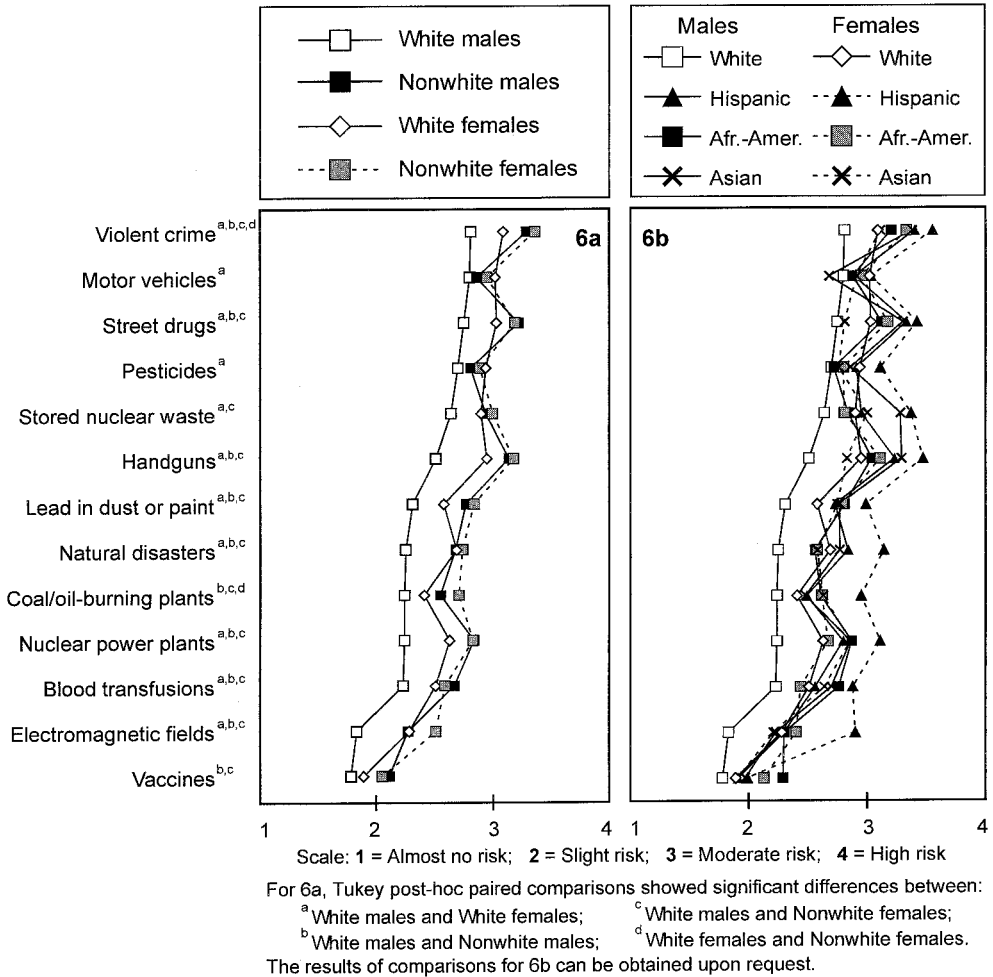 White males
Nonwhite males
White females
Nonwhite females
Males Females
White White
Hispanic Hispanic
Afr.-Amer. Afr.-Amer.
Asian Asian
6a 6b
Violent crime a,b,c,d
Motor vehicles a
Street drugs a,b,c
Pesticides a
Stored nuclear waste a,c
Handguns a,b,c
Lead in dust or paint a,b,c
Natural disasters a,b,c
Coal/oil-burning plants b,c,d
Nuclear power plants a,b,c
Blood transfusions a,b,c
Electromagnetic fields a,b,c
Vaccines b,c
1 2 3 4 1 2 3 4
Scale: 1 = Almost no risk; 2 = Slight risk; 3 = Moderate risk; 4 = High risk
For 6a, Tukey post-hoc paired comparisons showed significant differences between:
a White males and White females; c White males and Nonwhite females;
b White males and Nonwhite males; d White females and Nonwhite females.
The results of comparisons for 6b can be obtained upon request.